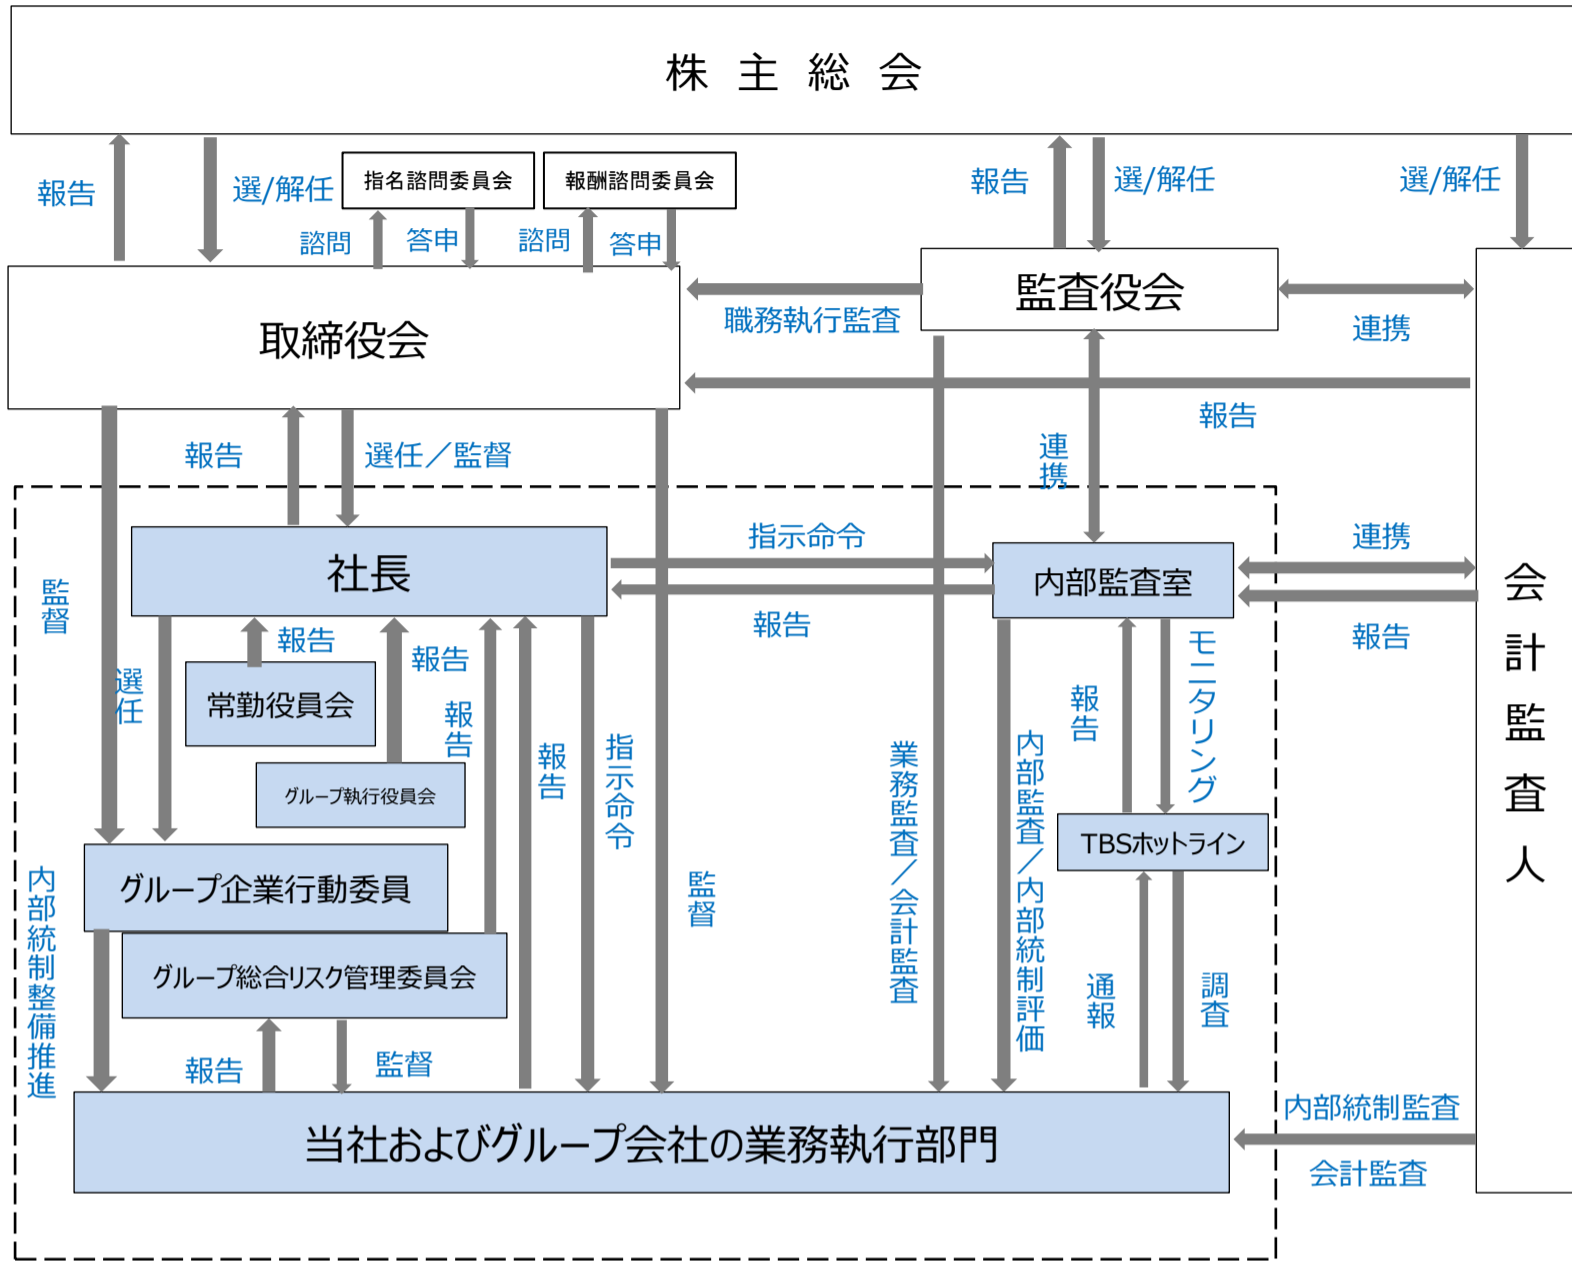 株主総会
報告
選/解任
指名諮問委員会
報酬諮問委員会
報告
選/解任
選/解任
諮問
答申
諮問
答申
取締役会
監査役会
職務執行監査
連携
報告
報告
選任／監督
連携
社長
指示命令
報告
内部監査室
連携
報告
会計監査人
監督
選任
報告
常勤役員会
報告
グループ執行役員会
報告
報告
指示命令
監督
業務監査／会計監査
内部監査／内部統制評価
報告
モニタリング
TBSホットライン
通報
調査
グループ企業行動委員
グループ総合リスク管理委員会
内部統制整備推進
報告
監督
当社およびグループ会社の業務執行部門
内部統制監査
会計監査